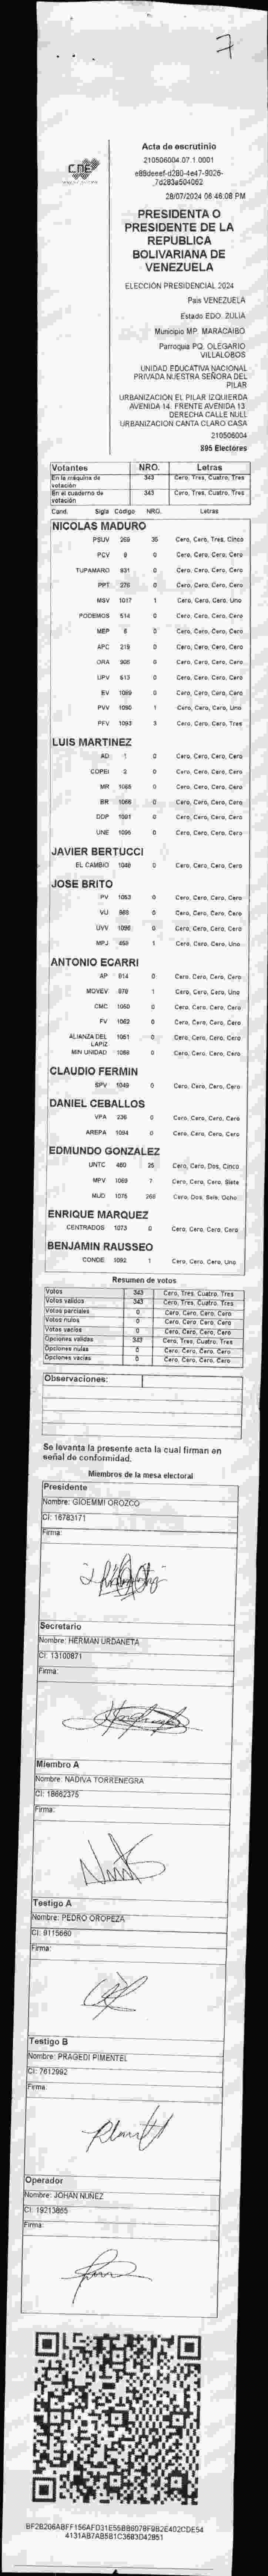 7
CNE
Acta de escrutinio
210506004.07.1.0001
e89deeef-d280-4e47-9026-
7d283a504062
28/07/2024 06:46:08 PM
PRESIDENTA O
PRESIDENTE DE LA
REPUBLICA
BOLIVARIANA DE
VENEZUELA
ELECCIÓN PRESIDENCIAL 2024
País VENEZUELA
Estado EDO. ZULIA
Municipio MP. MARACAIBO
Parroquia PQ. OLEGARIO
VILLALOBOS
UNIDAD EDUCATIVA NACIONAL
PRIVADA NUESTRA SEÑORA DEL
PILAR
URBANIZACIÓN EL PILAR IZQUIERDA
AVENIDA 14. FRENTE AVENIDA 13
DERECHA CALLE NULL
URBANIZACION CANTA CLARO CASA
210506004
895 Electores
Votantes NRO. Letras
En la máquina de votación 343 Cero, Tres, Cuatro, Tres
En el cuaderno de votación 343 Cero, Tres, Cuatro, Tres
Cand. Sigla Código NRO. Letras
NICOLAS MADURO
PSUV 269 35 Cero, Cero, Tres, Cinco
PCV 9 0 Cero, Cero, Cero, Cero
TUPAMARO 931 0 Cero, Cero, Cero, Cero
PPT 276 0 Cero, Cero, Cero, Cero
MSV 1017 1 Cero, Cero, Cero, Uno
PODEMOS 514 0 Cero, Cero, Cero, Cero
MEP 6 0 Cero, Cero, Cero, Cero
APC 219 0 Cero, Cero, Cero, Cero
ORA 906 0 Cero, Cero, Cero, Cero
UPV 613 0 Cero, Cero, Cero, Cero
EV 1089 0 Cero, Cero, Cero, Cero
PVV 1090 1 Cero, Cero, Cero, Uno
PFV 1093 3 Cero, Cero, Cero, Tres
LUIS MARTINEZ
AD 1 0 Cero, Cero, Cero, Cero
COPEI 3 0 Cero, Cero, Cero, Cero
MR 1065 0 Cero, Cero, Cero, Cero
BR 1066 0 Cero, Cero, Cero, Cero
DDP 1091 0 Cero, Cero, Cero, Cero
UNE 1095 0 Cero, Cero, Cero, Cero
JAVIER BERTUCCI
EL CAMBIO 1048 0 Cero, Cero, Cero, Cero
JOSE BRITO
PV 1053 0 Cero, Cero, Cero, Cero
VU 868 0 Cero, Cero, Cero, Cero
UVV 1096 0 Cero, Cero, Cero, Cero
MPJ 459 1 Cero, Cero, Cero, Uno
ANTONIO ECARRI
AP 914 0 Cero, Cero, Cero, Cero
MOVEV 979 1 Cero, Cero, Cero, Uno
CMC 1060 0 Cero, Cero, Cero, Cero
FV 1062 0 Cero, Cero, Cero, Cero
ALIANZA DEL LAPIZ 1061 0 Cero, Cero, Cero, Cero
MIN UNIDAD 1068 0 Cero, Cero, Cero, Cero
CLAUDIO FERMIN
SPV 1049 0 Cero, Cero, Cero, Cero
DANIEL CEBALLOS
VPA 236 0 Cero, Cero, Cero, Cero
AREPA 1094 0 Cero, Cero, Cero, Cero
EDMUNDO GONZALEZ
UNTC 460 25 Cero, Cero, Dos, Cinco
MPV 1069 7 Cero, Cero, Cero, Siete
MUD 1075 268 Cero, Dos, Seis, Ocho
ENRIQUE MARQUEZ
CENTRADOS 1073 0 Cero, Cero, Cero, Cero
BENJAMIN RAUSSEO
CONDE 1092 1 Cero, Cero, Cero, Uno
Resumen de votos
Votos 343 Cero, Tres, Cuatro, Tres
Votos validos 343 Cero, Tres, Cuatro, Tres
Votos parciales 0 Cero, Cero, Cero, Cero
Votos nulos 0 Cero, Cero, Cero, Cero
Votos vacios 0 Cero, Cero, Cero, Cero
Opciones validas 343 Cero, Tres, Cuatro, Tres
Opciones nulas 0 Cero, Cero, Cero, Cero
Opciones vacias 0 Cero, Cero, Cero, Cero
Observaciones:
Se levanta la presente acta la cual firman en
señal de conformidad.
Miembros de la mesa electoral
Presidente
Nombre: GIOEMMI OROZCO
CI: 16783171
Firma:
Secretario
Nombre: HERMAN URDANETA
CI: 13100871
Firma:
Miembro A
Nombre: NADIVA TORRENEGRA
CI: 18662375
Firma:
Testigo A
Nombre: PEDRO OROPEZA
CI: 9115660
Firma:
Testigo B
Nombre: PRAGEDI PIMENTEL
CI: 7612992
Firma:
Operador
Nombre: JOHAN NUÑEZ
CI: 19213865
Firma:
BF2B206ABFF156AFD31E55BB6078F9B2E402CDE54
4131AB7AB5B1C3683D42851